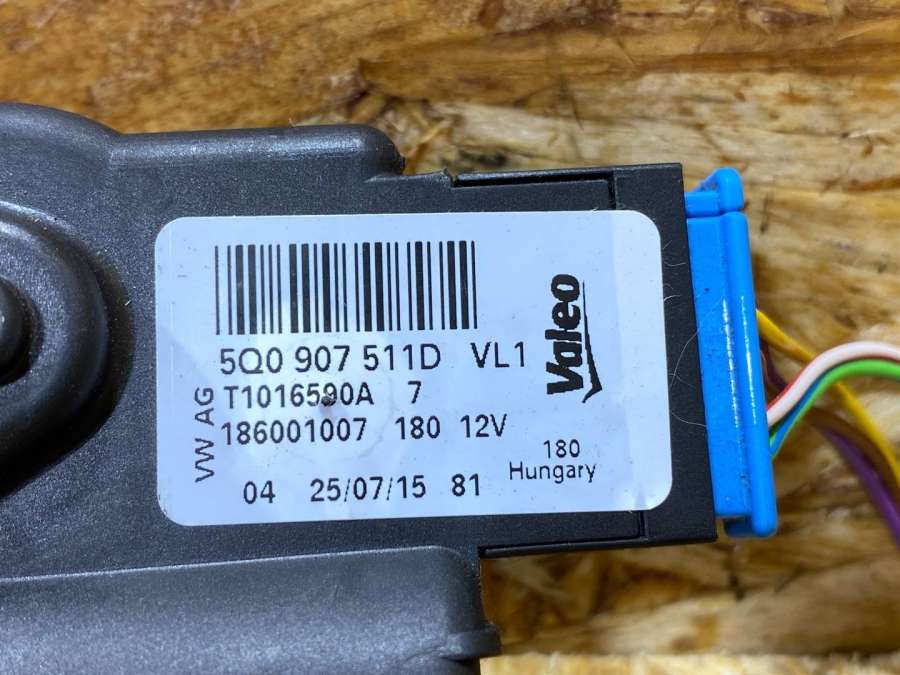 5Q0 907 511D VL1
VW AG
T1016590A 7
186001007 180 12V
04 25/07/15 81
Valeo
180
Hungary